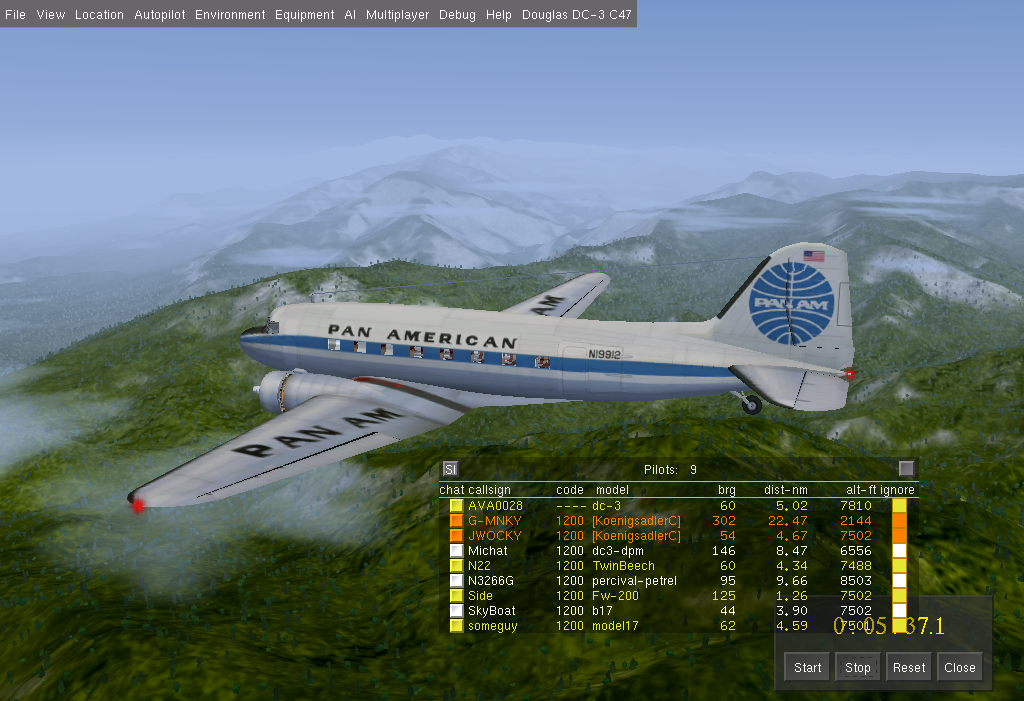 File View Location Autopilot Environment Equipment AI Multiplayer Debug Help Douglas DC-3 C47
PAN AM
AM
PAN AMERICAN
N19912
PAN AM
SI Pilots: 9
chat callsign code model brg dist-nm alt-ft ignore
AVA0028 ---- dc-3 60 5.02 7810
G-MNKY 1200 [KoenigsadlerC] 302 22.47 2144
JWOCKY 1200 [KoenigsadlerC] 54 4.67 7502
Michat 1200 dc3-dpm 146 8.47 6556
N22 1200 TwinBeech 60 4.34 7488
N3266G 1200 percival-petrel 95 9.66 8503
Side 1200 Fw-200 125 1.26 7502
SkyBoat 1200 b17 44 3.90 7502
someguy 1200 model17 62 4.59 7501
Start Stop Reset Close